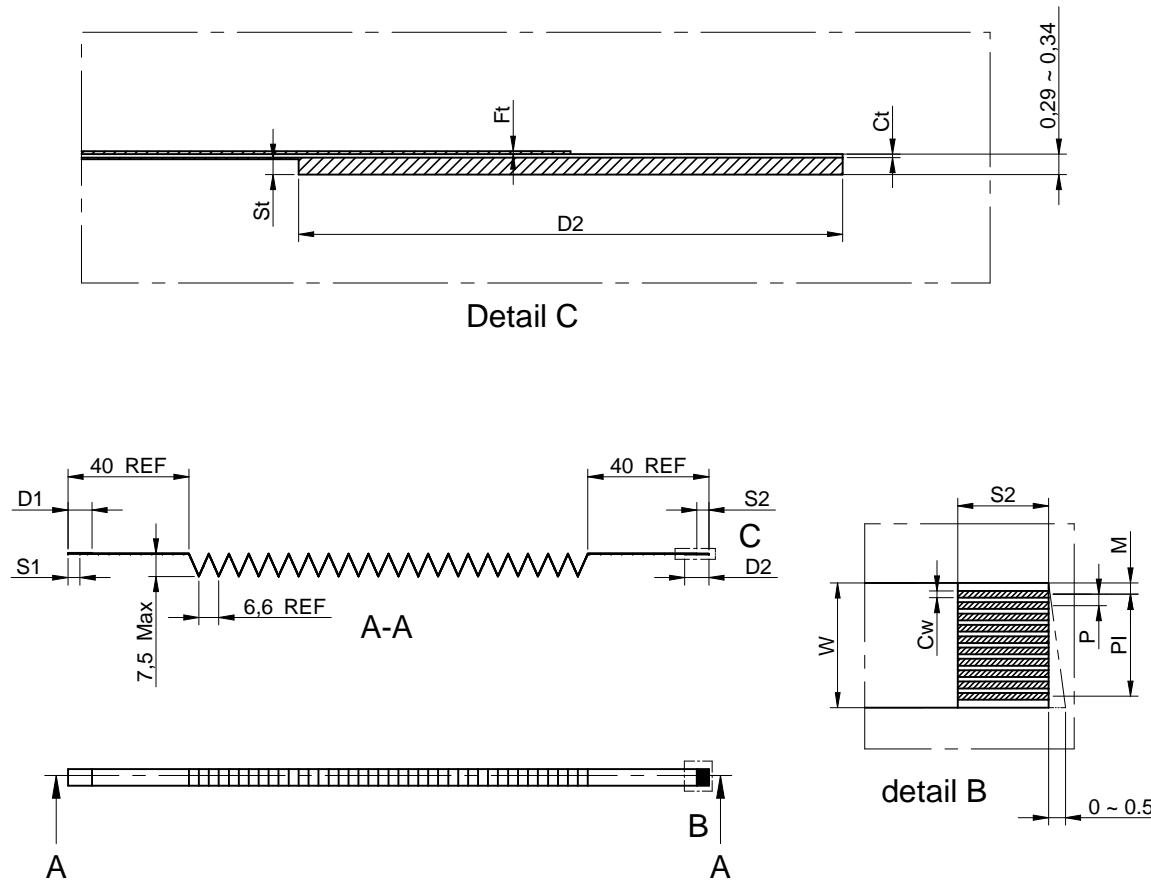 Ft
Ct
0,29 ~ 0,34
St
D2
Detail C
40 REF
40 REF
D1
S2
C
S1
D2
7,5 Max
6,6 REF
A-A
S2
M
Cw
P
Pl
W
detail B
0 ~ 0.5
B
A
A